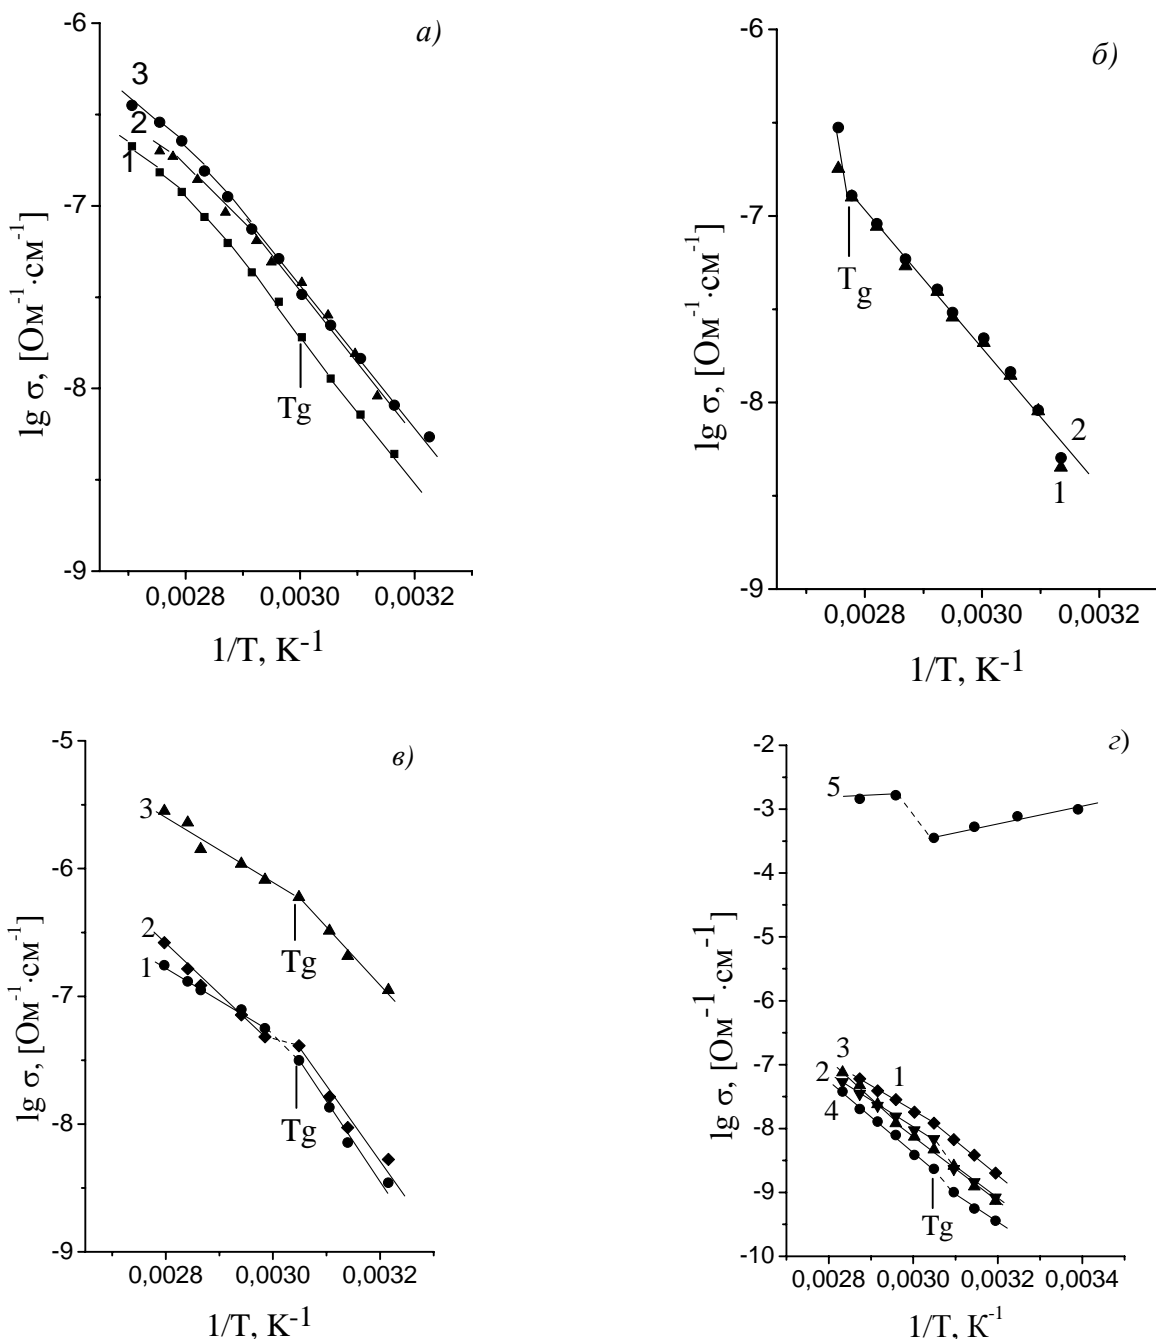 а)
-6
-7
-8
-9
lg σ, [Ом⁻¹·см⁻¹]
3
2
1
Tg
0,0028 0,0030 0,0032
1/T, K⁻¹
б)
-6
-7
-8
-9
lg σ, [Ом⁻¹·см⁻¹]
Tg
2
1
0,0028 0,0030 0,0032
1/T, K⁻¹
в)
-5
-6
-7
-8
-9
lg σ, [Ом⁻¹·см⁻¹]
3
2
1
Tg
Tg
0,0028 0,0030 0,0032
1/T, K⁻¹
г)
-2
-3
-4
-5
-6
-7
-8
-9
-10
lg σ, [Ом⁻¹·см⁻¹]
5
3
1
2
4
Tg
0,0028 0,0030 0,0032 0,0034
1/T, К⁻¹